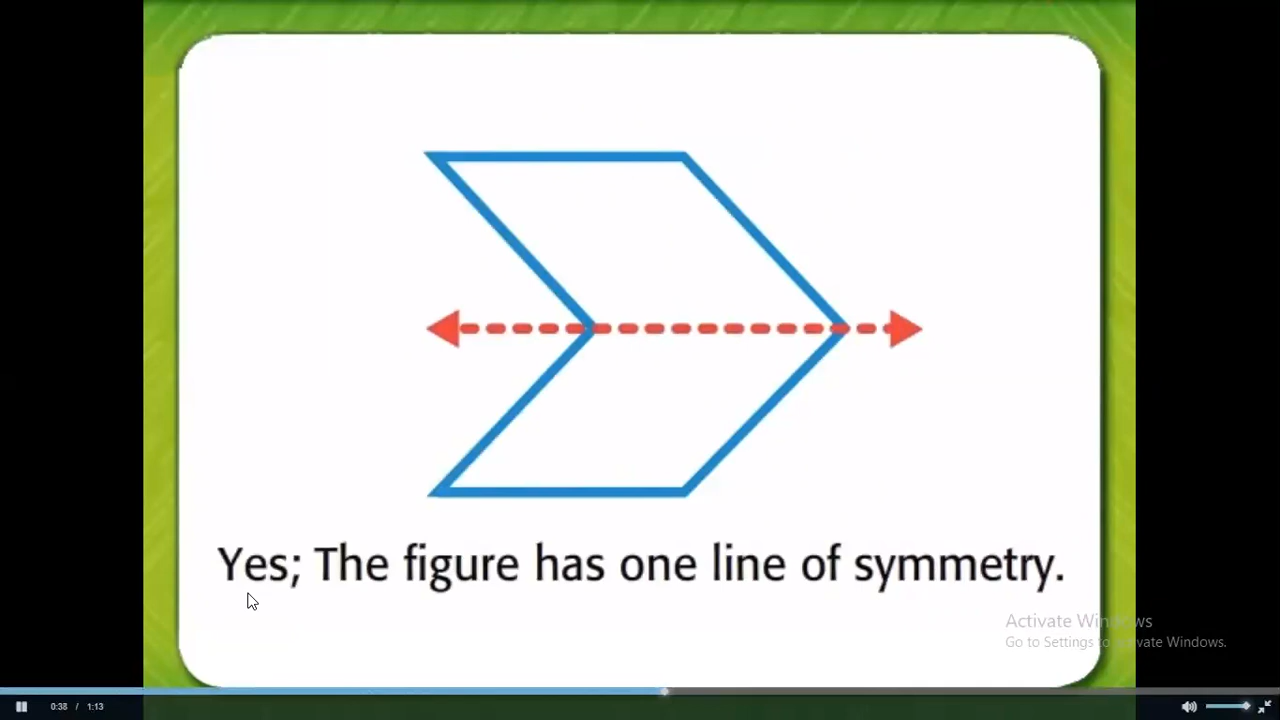 Yes; The figure has one line of symmetry.
Activate Windows
Go to Settings to activate Windows.
0:38 / 1:13